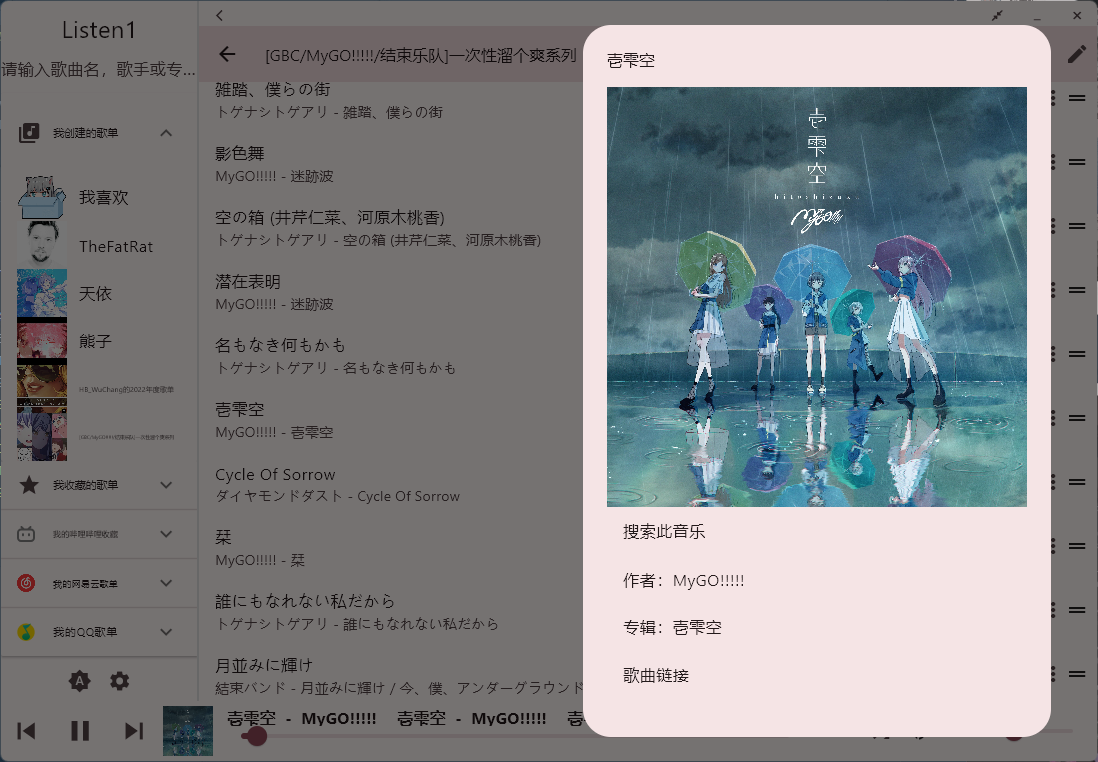 Listen1
请输入歌曲名，歌手或专...
我创建的歌单
我喜欢
TheFatRat
天依
熊子
HB_WuChang的2022年度歌单
[GBC/MyGO!!!!!/结束乐队]一次性溜个爽系列
我收藏的歌单
我的哔哩哔哩收藏
我的网易云歌单
我的QQ歌单
A
[GBC/MyGO!!!!!/结束乐队]一次性溜个爽系列
雑踏、僕らの街
トゲナシトゲアリ - 雑踏、僕らの街
影色舞
MyGO!!!!! - 迷跡波
空の箱 (井芹仁菜、河原木桃香)
トゲナシトゲアリ - 空の箱 (井芹仁菜、河原木桃香)
潜在表明
MyGO!!!!! - 迷跡波
名もなき何もかも
トゲナシトゲアリ - 名もなき何もかも
壱雫空
MyGO!!!!! - 壱雫空
Cycle Of Sorrow
ダイヤモンドダスト - Cycle Of Sorrow
栞
MyGO!!!!! - 栞
誰にもなれない私だから
トゲナシトゲアリ - 誰にもなれない私だから
月並みに輝け
結束バンド - 月並みに輝け / 今、僕、アンダーグラウンド
壱雫空 - MyGO!!!!! 壱雫空 - MyGO!!!!! 壱
壱雫空
壱雫空
hitoshizuku
MyGO!!!!!
搜索此音乐
作者：MyGO!!!!!
专辑：壱雫空
歌曲链接